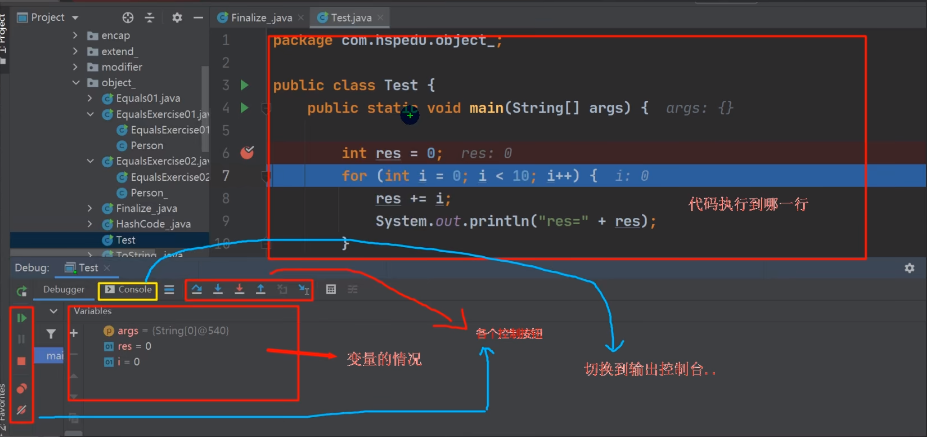 Project
Finalize_.java
Test.java
1: Project
encap
extend_
modifier
object_
Equals01.java
EqualsExercise01.java
EqualsExercise01
Person
EqualsExercise02.java
EqualsExercise02
Person_
Finalize_.java
HashCode_.java
Test
ToString_.java
1 package com.hspedu.object_;
2
3 public class Test {
4 public static void main(String[] args) { args: {}
5
6 int res = 0; res: 0
7 for (int i = 0; i < 10; i++) { i: 0
8 res += i;
9 System.out.println("res=" + res);
10 }
代码执行到哪一行
Debug:
Test
Debugger
Console
Variables
mai
args = {String[0]@540}
res = 0
i = 0
变量的情况
各个控制按钮
切换到输出控制台..
2: Favorites